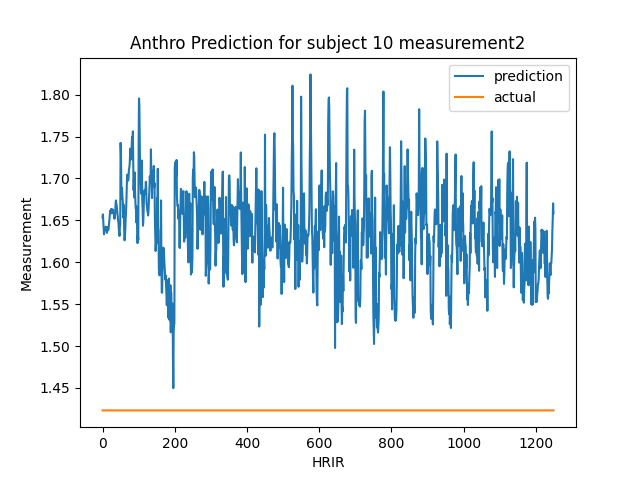 Anthro Prediction for subject 10 measurement2
prediction
actual
Measurement
1.80
1.75
1.70
1.65
1.60
1.55
1.50
1.45
0 200 400 600 800 1000 1200
HRIR